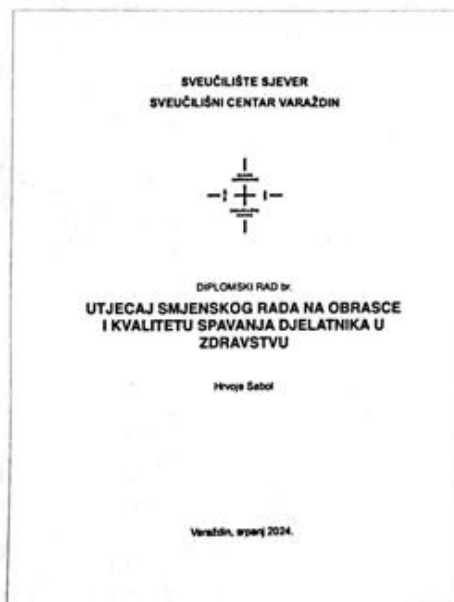 SVEUČILIŠTE SJEVER
SVEUČILIŠNI CENTAR VARAŽDIN
DIPLOMSKI RAD br.
UTJECAJ SMJENSKOG RADA NA OBRASCE
I KVALITETU SPAVANJA DJELATNIKA U
ZDRAVSTVU
Hrvoje Sabol
Varaždin, srpanj 2024.